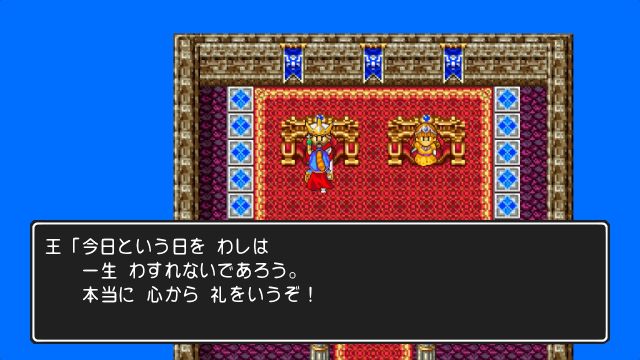 王「今日という日を わしは
一生 わすれないであろう。
本当に 心から 礼をいうぞ！